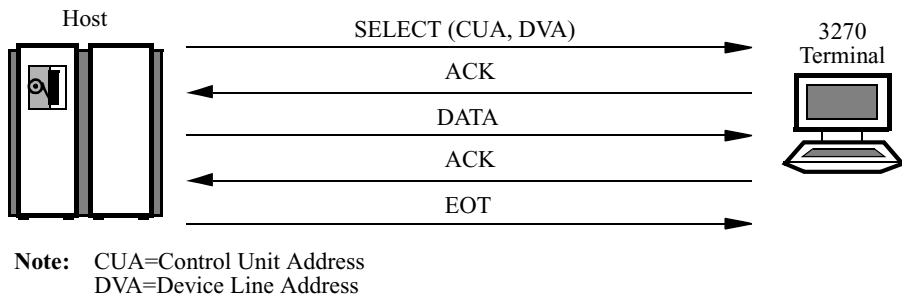 Host
SELECT (CUA, DVA)
3270
Terminal
ACK
DATA
ACK
EOT
Note: CUA=Control Unit Address
DVA=Device Line Address